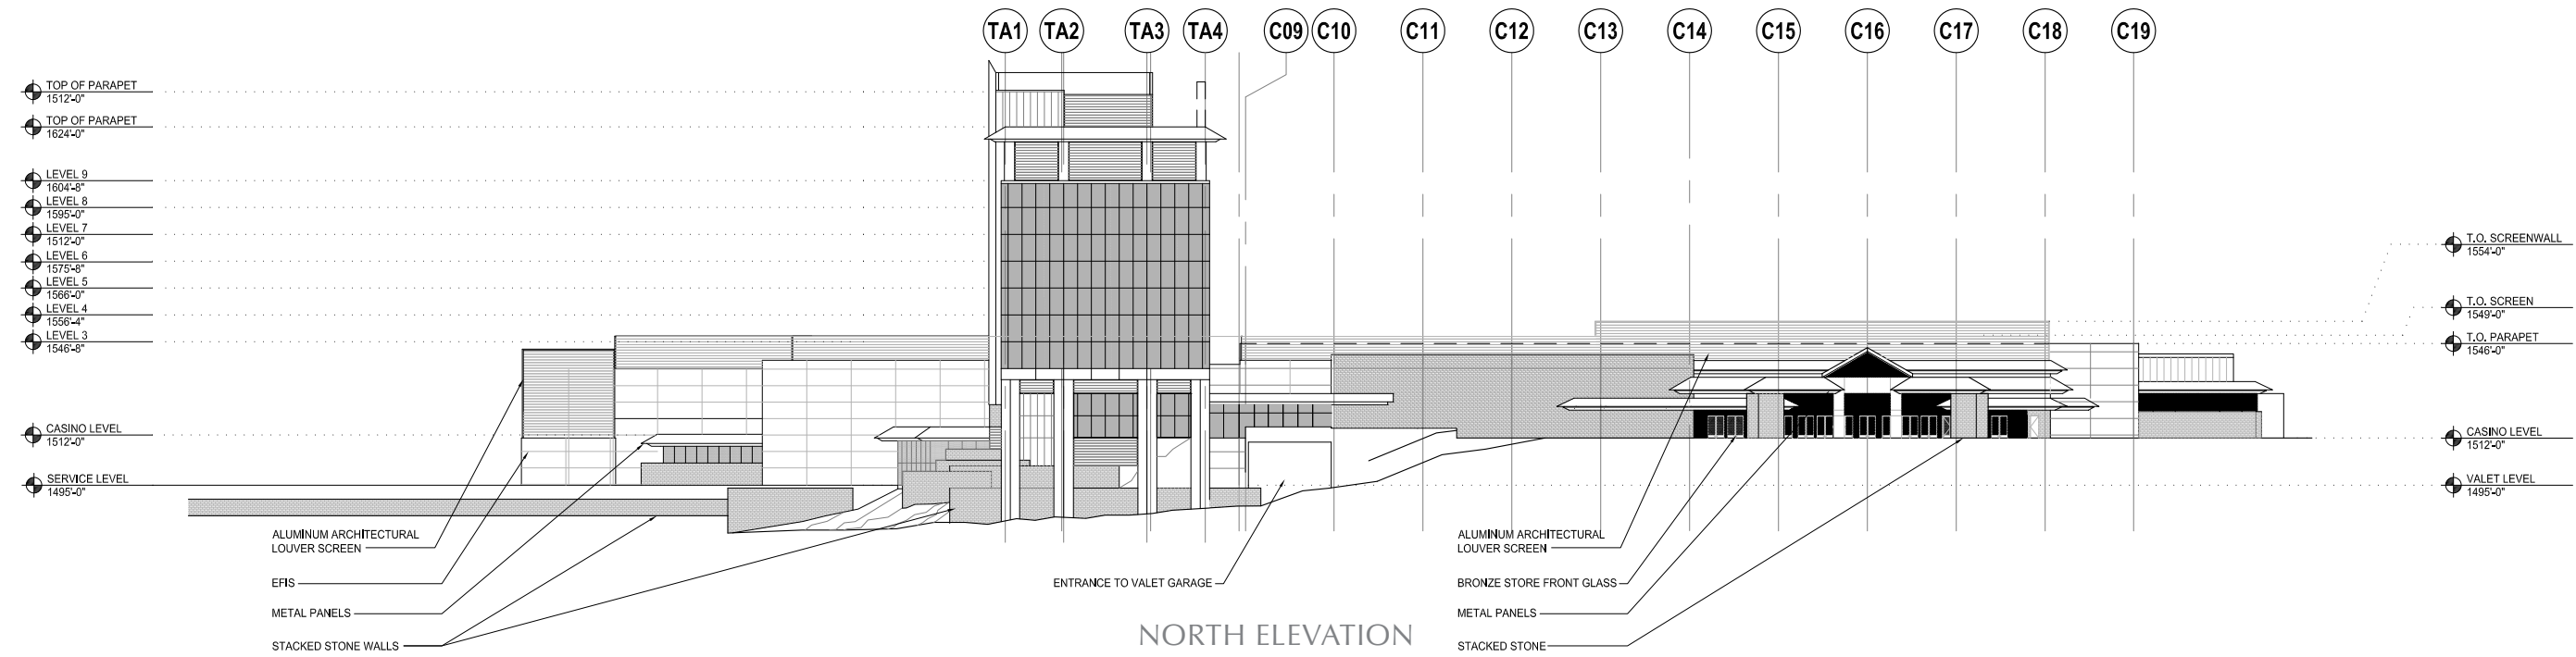 TA1 TA2 TA3 TA4 C09 C10 C11 C12 C13 C14 C15 C16 C17 C18 C19
TOP OF PARAPET
1512'-0"
TOP OF PARAPET
1624'-0"
LEVEL 9
1604'-8"
LEVEL 8
1595'-0"
LEVEL 7
1512'-0"
LEVEL 6
1575'-8"
LEVEL 5
1566'-0"
LEVEL 4
1556'-4"
LEVEL 3
1546'-8"
CASINO LEVEL
1512'-0"
SERVICE LEVEL
1495'-0"
T.O. SCREENWALL
1554'-0"
T.O. SCREEN
1549'-0"
T.O. PARAPET
1546'-0"
CASINO LEVEL
1512'-0"
VALET LEVEL
1495'-0"
ALUMINUM ARCHITECTURAL
LOUVER SCREEN
EFIS
METAL PANELS
STACKED STONE WALLS
ENTRANCE TO VALET GARAGE
ALUMINUM ARCHITECTURAL
LOUVER SCREEN
BRONZE STORE FRONT GLASS
METAL PANELS
STACKED STONE
NORTH ELEVATION